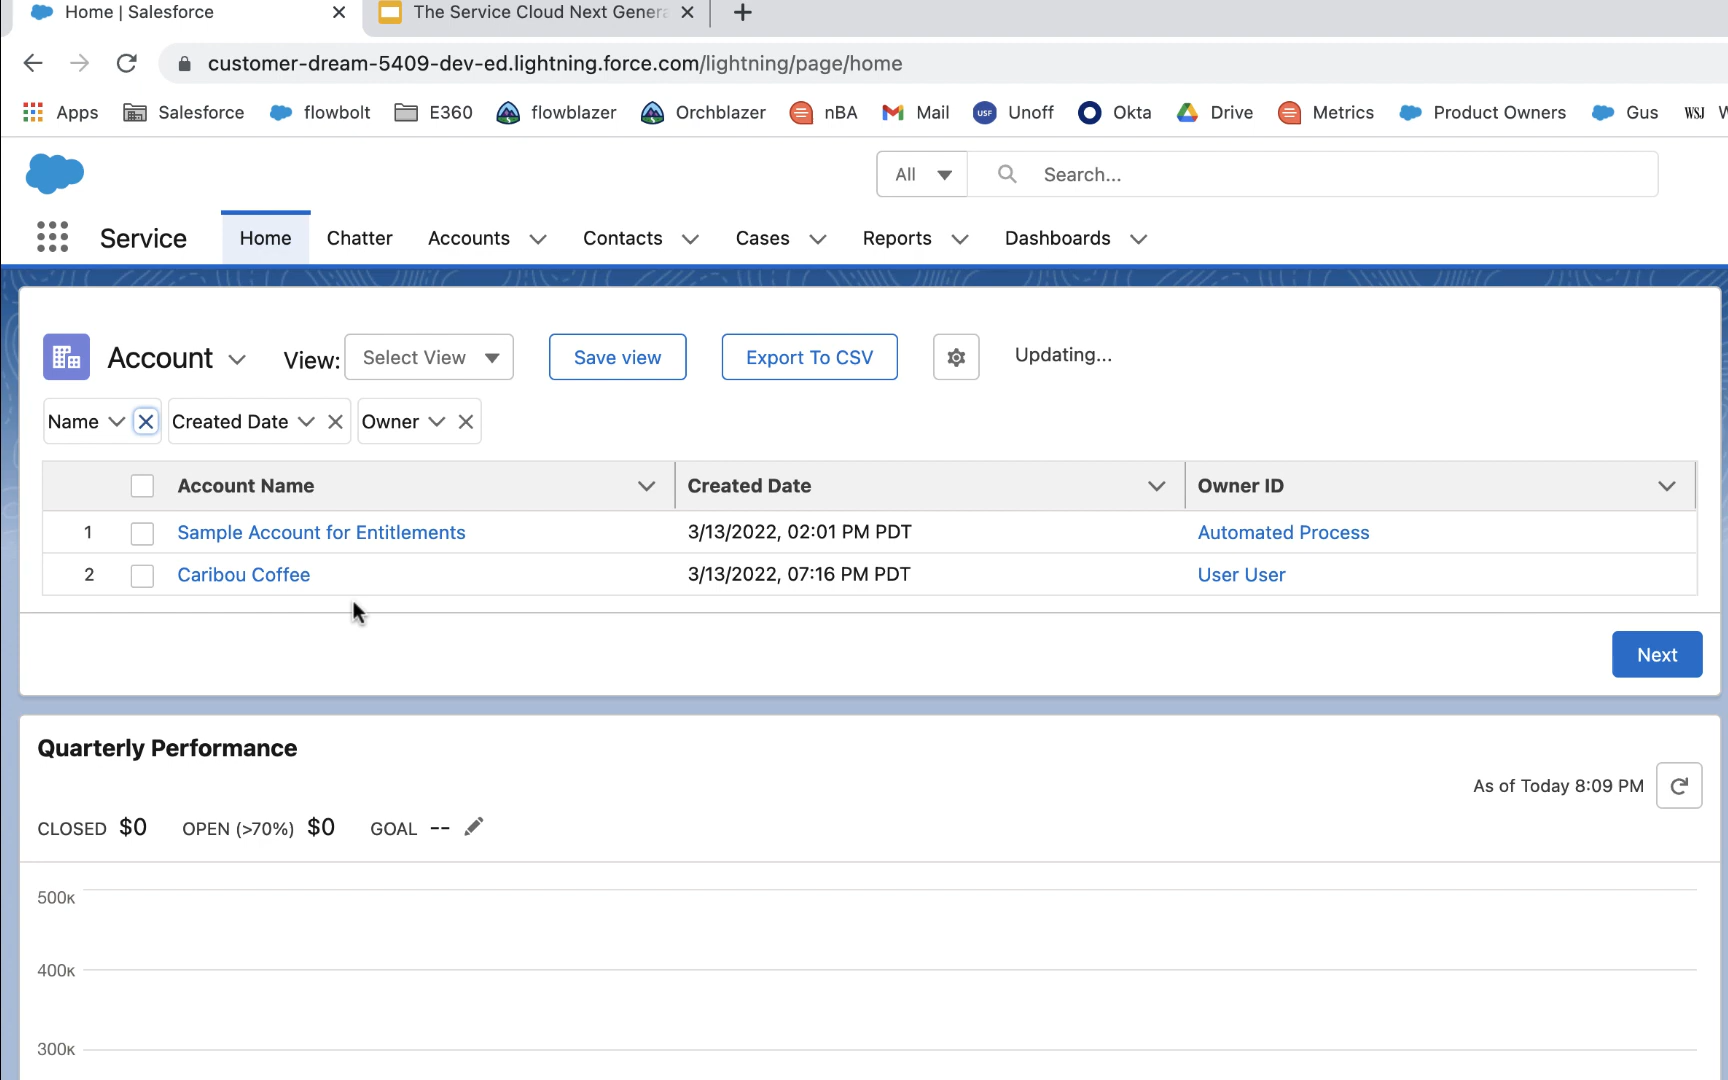 Home | Salesforce
The Service Cloud Next Genera
customer-dream-5409-dev-ed.lightning.force.com/lightning/page/home
Apps Salesforce flowbolt E360 flowblazer Orchblazer nBA Mail USF Unoff Okta Drive Metrics Product Owners Gus WSJ W
All Search...
Service Home Chatter Accounts Contacts Cases Reports Dashboards
Account View: Select View Save view Export To CSV Updating...
Name Created Date Owner
Account Name Created Date Owner ID
1 Sample Account for Entitlements 3/13/2022, 02:01 PM PDT Automated Process
2 Caribou Coffee 3/13/2022, 07:16 PM PDT User User
Next
Quarterly Performance
As of Today 8:09 PM
CLOSED $0 OPEN (>70%) $0 GOAL --
500K
400K
300K